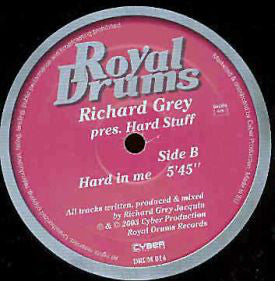 Royal
Drums
Richard Grey
pres. Hard Stuff
Side B
Hard in me 5'45"
All tracks written, produced & mixed
by Richard Grey Jacquin
℗ & © 2003 Cyber Production
Royal Drums Records
CYBER
DRUM 014